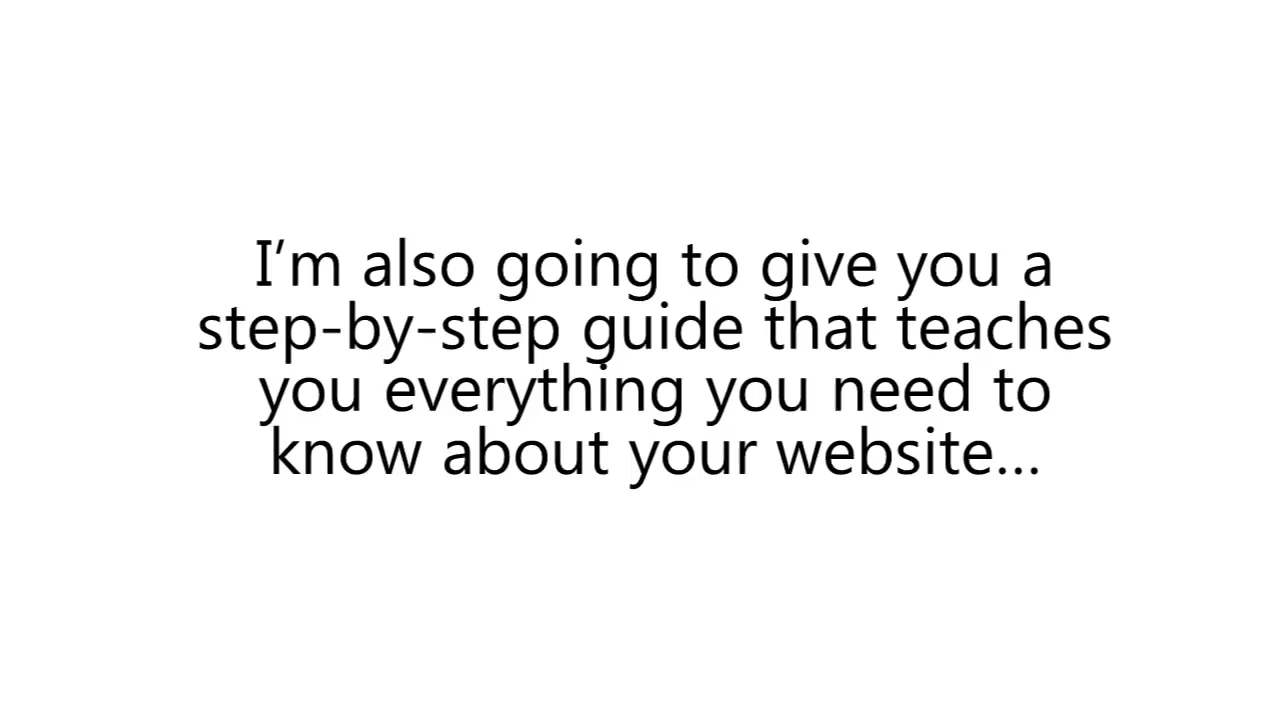 I’m also going to give you a
step-by-step guide that teaches
you everything you need to
know about your website...